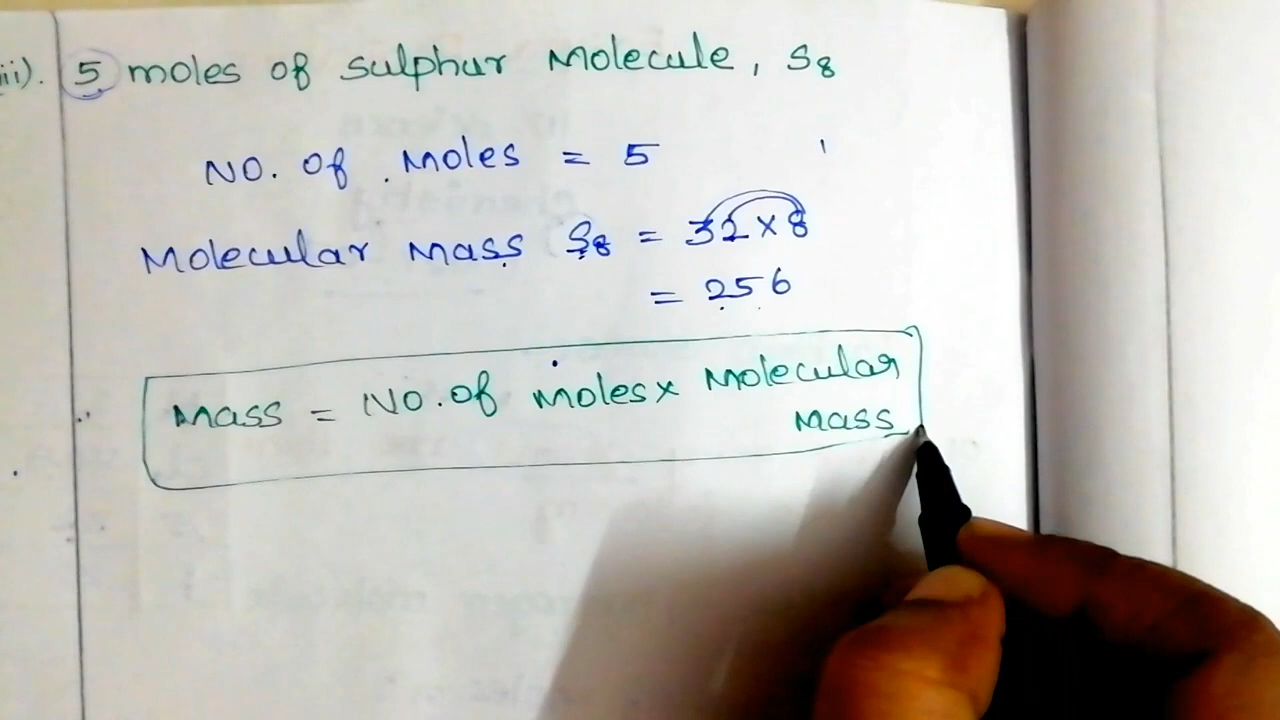 iii). 5 moles of sulphur Molecule, S₈
No. of moles = 5
Molecular mass S₈ = 32 × 8
= 256
Mass = No. of moles × Molecular
Mass